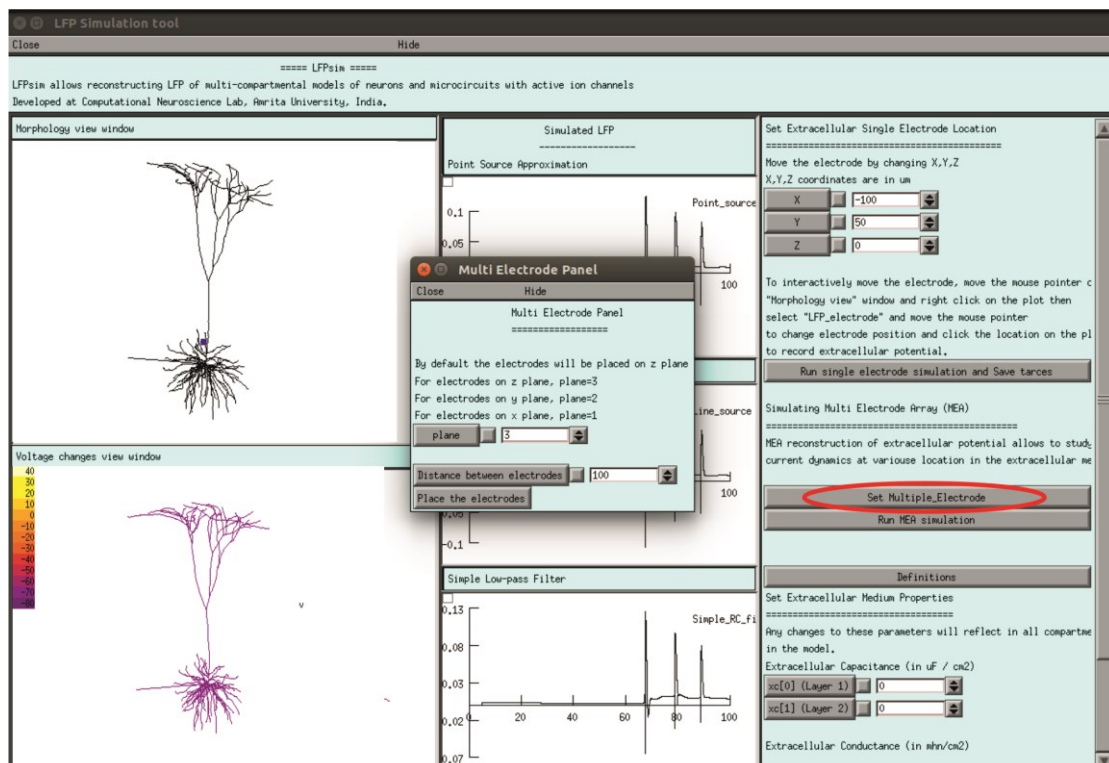 LFP Simulation tool
Close Hide
===== LFPsim =====
LFPsim allows reconstructing LFP of multi-compartmental models of neurons and microcircuits with active ion channels
Developed at Computational Neuroscience Lab, Amrita University, India.
Morphology view window
Voltage changes view window
40
30
20
10
0
-10
-20
-30
-40
-50
-60
-70
-80
v
Simulated LFP
------------------
Point Source Approximation
0.1
0.05
Point_source
100
Line_source
100
-0.05
-0.1
Simple Low-pass Filter
0.13
0.08
0.03
0.02
0.07
Simple_RC_fi
0 20 40 60 80 100
Multi Electrode Panel
Close Hide
Multi Electrode Panel
==================
By default the electrodes will be placed on z plane
For electrodes on z plane, plane=3
For electrodes on y plane, plane=2
For electrodes on x plane, plane=1
plane 3
Distance between electrodes 100
Place the electrodes
Set Extracellular Single Electrode Location
============================================
Move the electrode by changing X,Y,Z
X,Y,Z coordinates are in um
X -100
Y 50
Z 0
To interactively move the electrode, move the mouse pointer
"Morphology view" window and right click on the plot then
select "LFP_electrode" and move the mouse pointer
to change electrode position and click the location on the pl
to record extracellular potential.
Run single electrode simulation and Save tarces
Simulating Multi Electrode Array (MEA)
===============================================
MEA reconstruction of extracellular potential allows to study
current dynamics at variouse location in the extracellular me
Set Multiple_Electrode
Run MEA simulation
Definitions
Set Extracellular Medium Properties
===================================
Any changes to these parameters will reflect in all compartme
in the model.
Extracellular Capacitance (in uF / cm2)
xc[0] (Layer 1) 0
xc[1] (Layer 2) 0
Extracellular Conductance (in mhn/cm2)